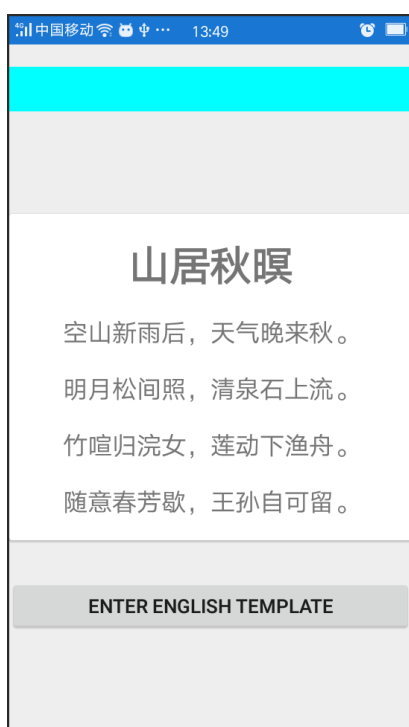 4G 中国移动 ··· 13:49
山居秋暝
空山新雨后，天气晚来秋。
明月松间照，清泉石上流。
竹喧归浣女，莲动下渔舟。
随意春芳歇，王孙自可留。
ENTER ENGLISH TEMPLATE